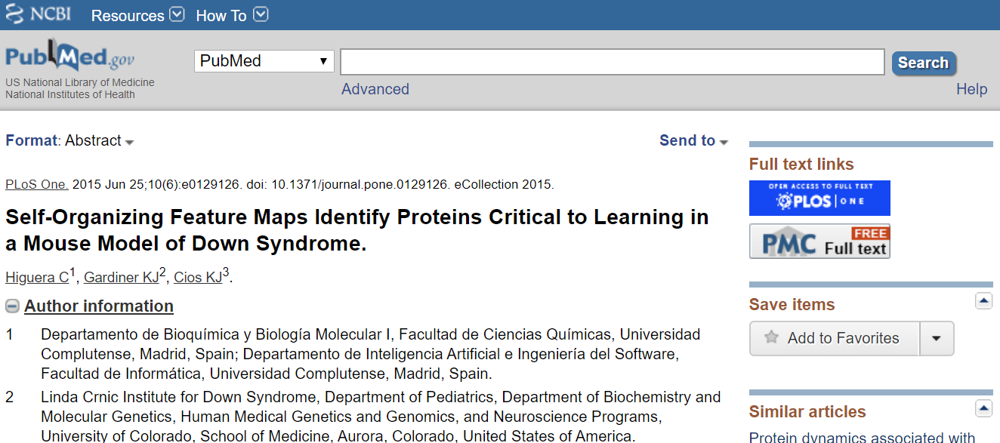 NCBI Resources How To
PubMed.gov
US National Library of Medicine
National Institutes of Health
PubMed
Search
Advanced
Help
Format: Abstract
Send to
PLoS One. 2015 Jun 25;10(6):e0129126. doi: 10.1371/journal.pone.0129126. eCollection 2015.
Self-Organizing Feature Maps Identify Proteins Critical to Learning in
a Mouse Model of Down Syndrome.
Higuera C1, Gardiner KJ2, Cios KJ3.
Author information
1 Departamento de Bioquímica y Biología Molecular I, Facultad de Ciencias Químicas, Universidad
Complutense, Madrid, Spain; Departamento de Inteligencia Artificial e Ingeniería del Software,
Facultad de Informática, Universidad Complutense, Madrid, Spain.
2 Linda Crnic Institute for Down Syndrome, Department of Pediatrics, Department of Biochemistry and
Molecular Genetics, Human Medical Genetics and Genomics, and Neuroscience Programs,
University of Colorado, School of Medicine, Aurora, Colorado, United States of America.
Full text links
OPEN ACCESS TO FULL TEXT
PLOS | ONE
PMC FREE
Full text
Save items
Add to Favorites
Similar articles
Protein dynamics associated with